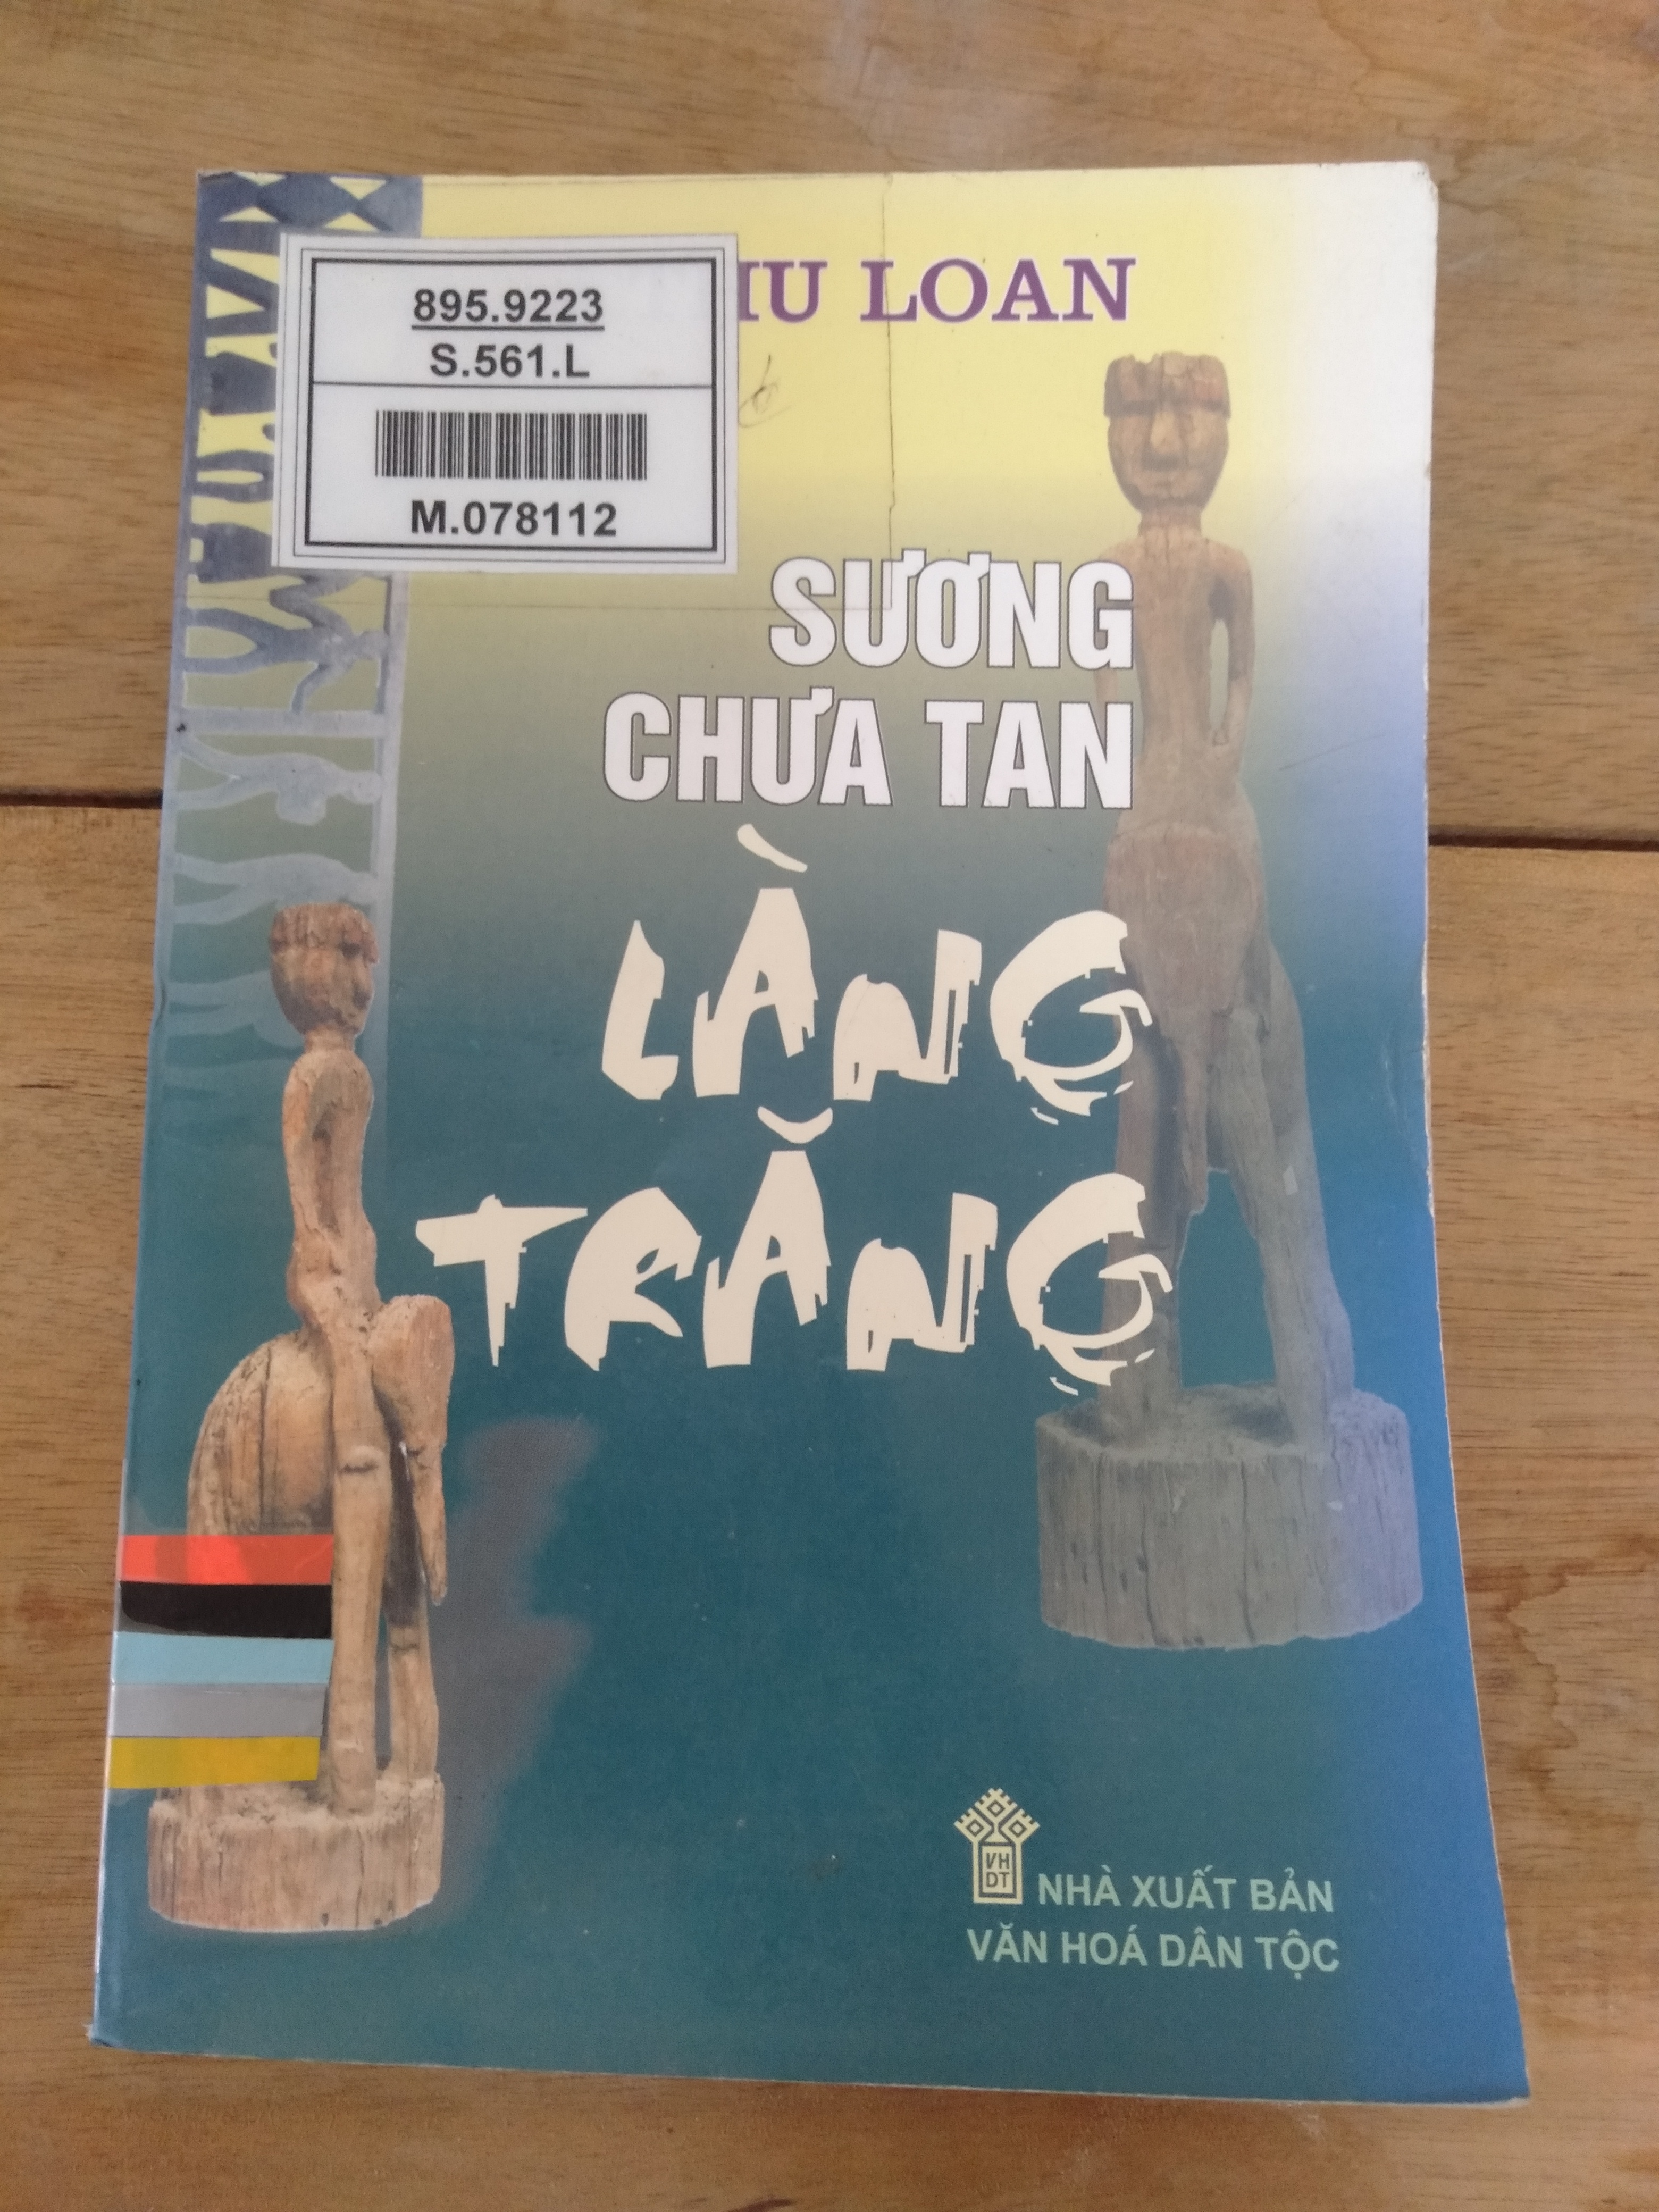 895.9223
S.561.L
M.078112
LOAN
SƯƠNG
CHƯA TAN
LÀNG
TRĂNG
VH
DT
NHÀ XUẤT BẢN
VĂN HOÁ DÂN TỘC